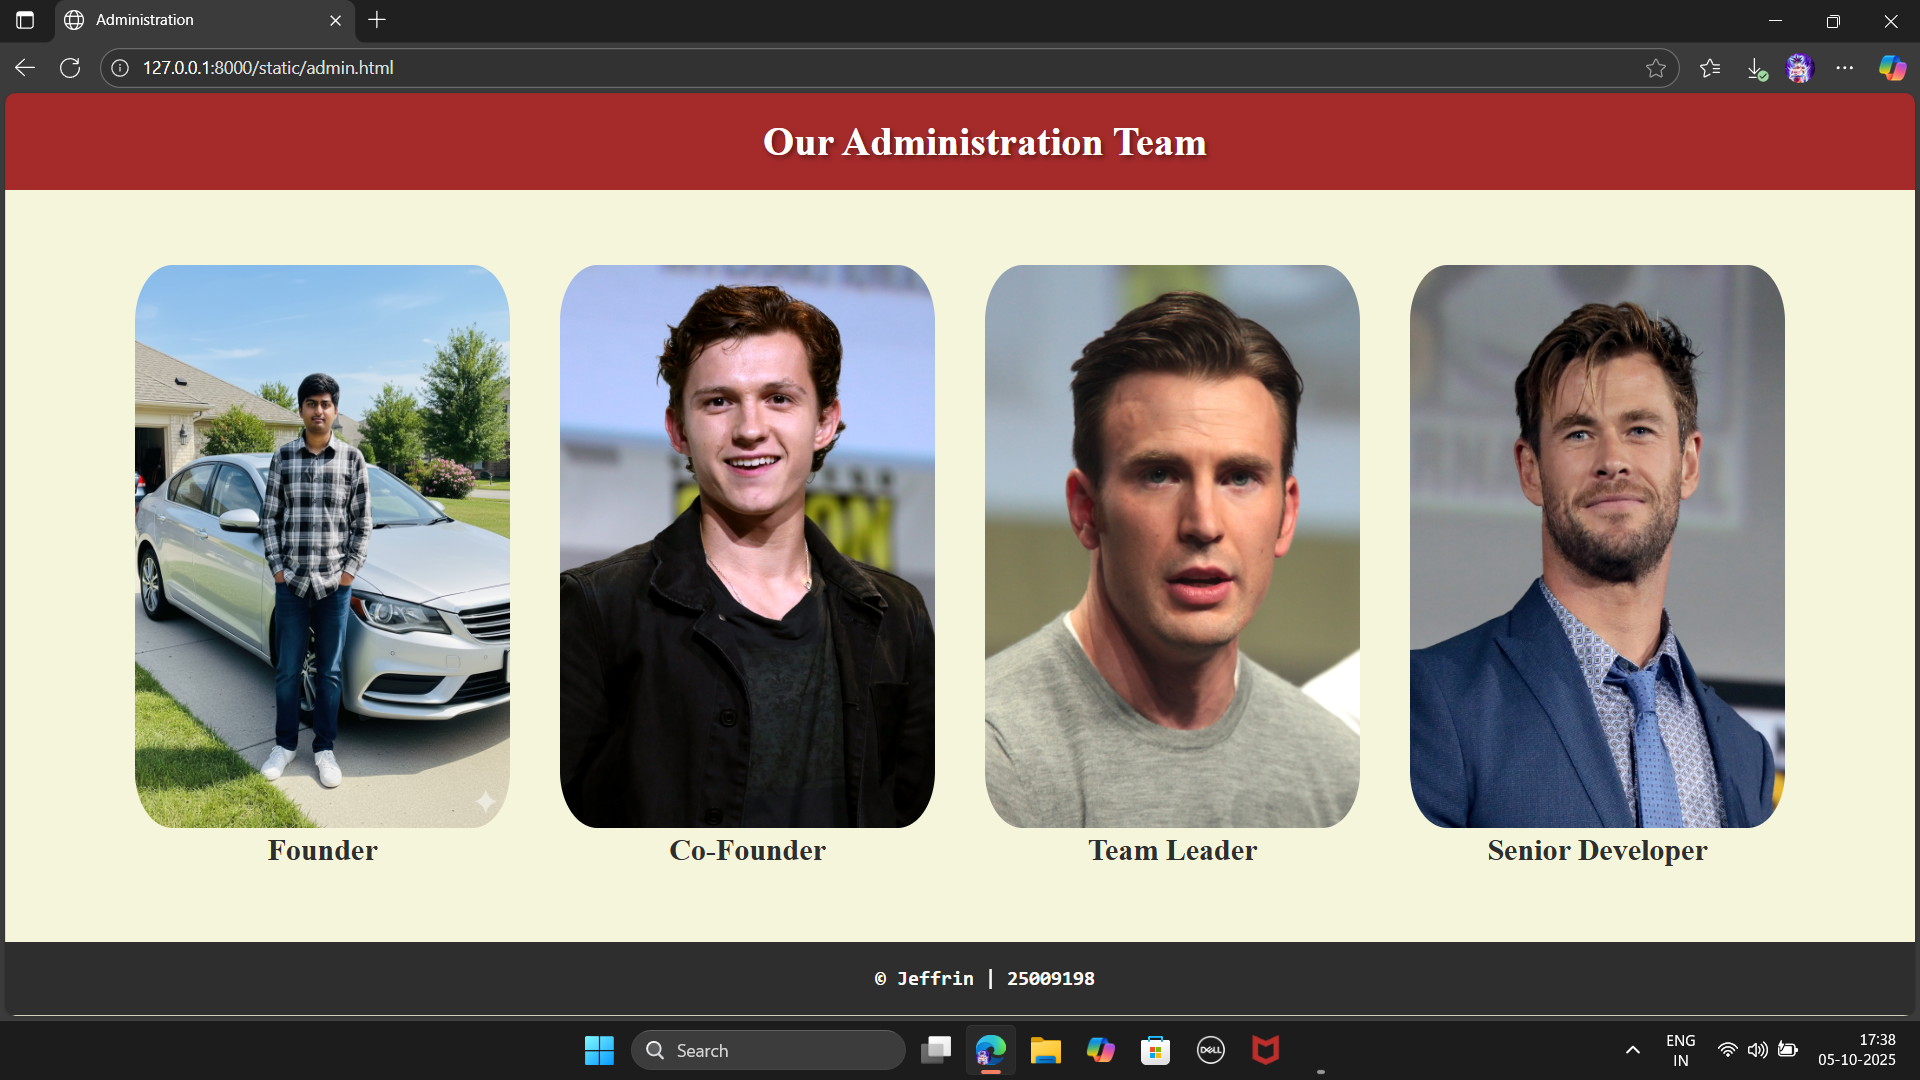 Administration
127.0.0.1:8000/static/admin.html
Our Administration Team
Founder
Co-Founder
Team Leader
Senior Developer
© Jeffrin | 25009198
Search
DELL
ENG
IN
17:38
05-10-2025